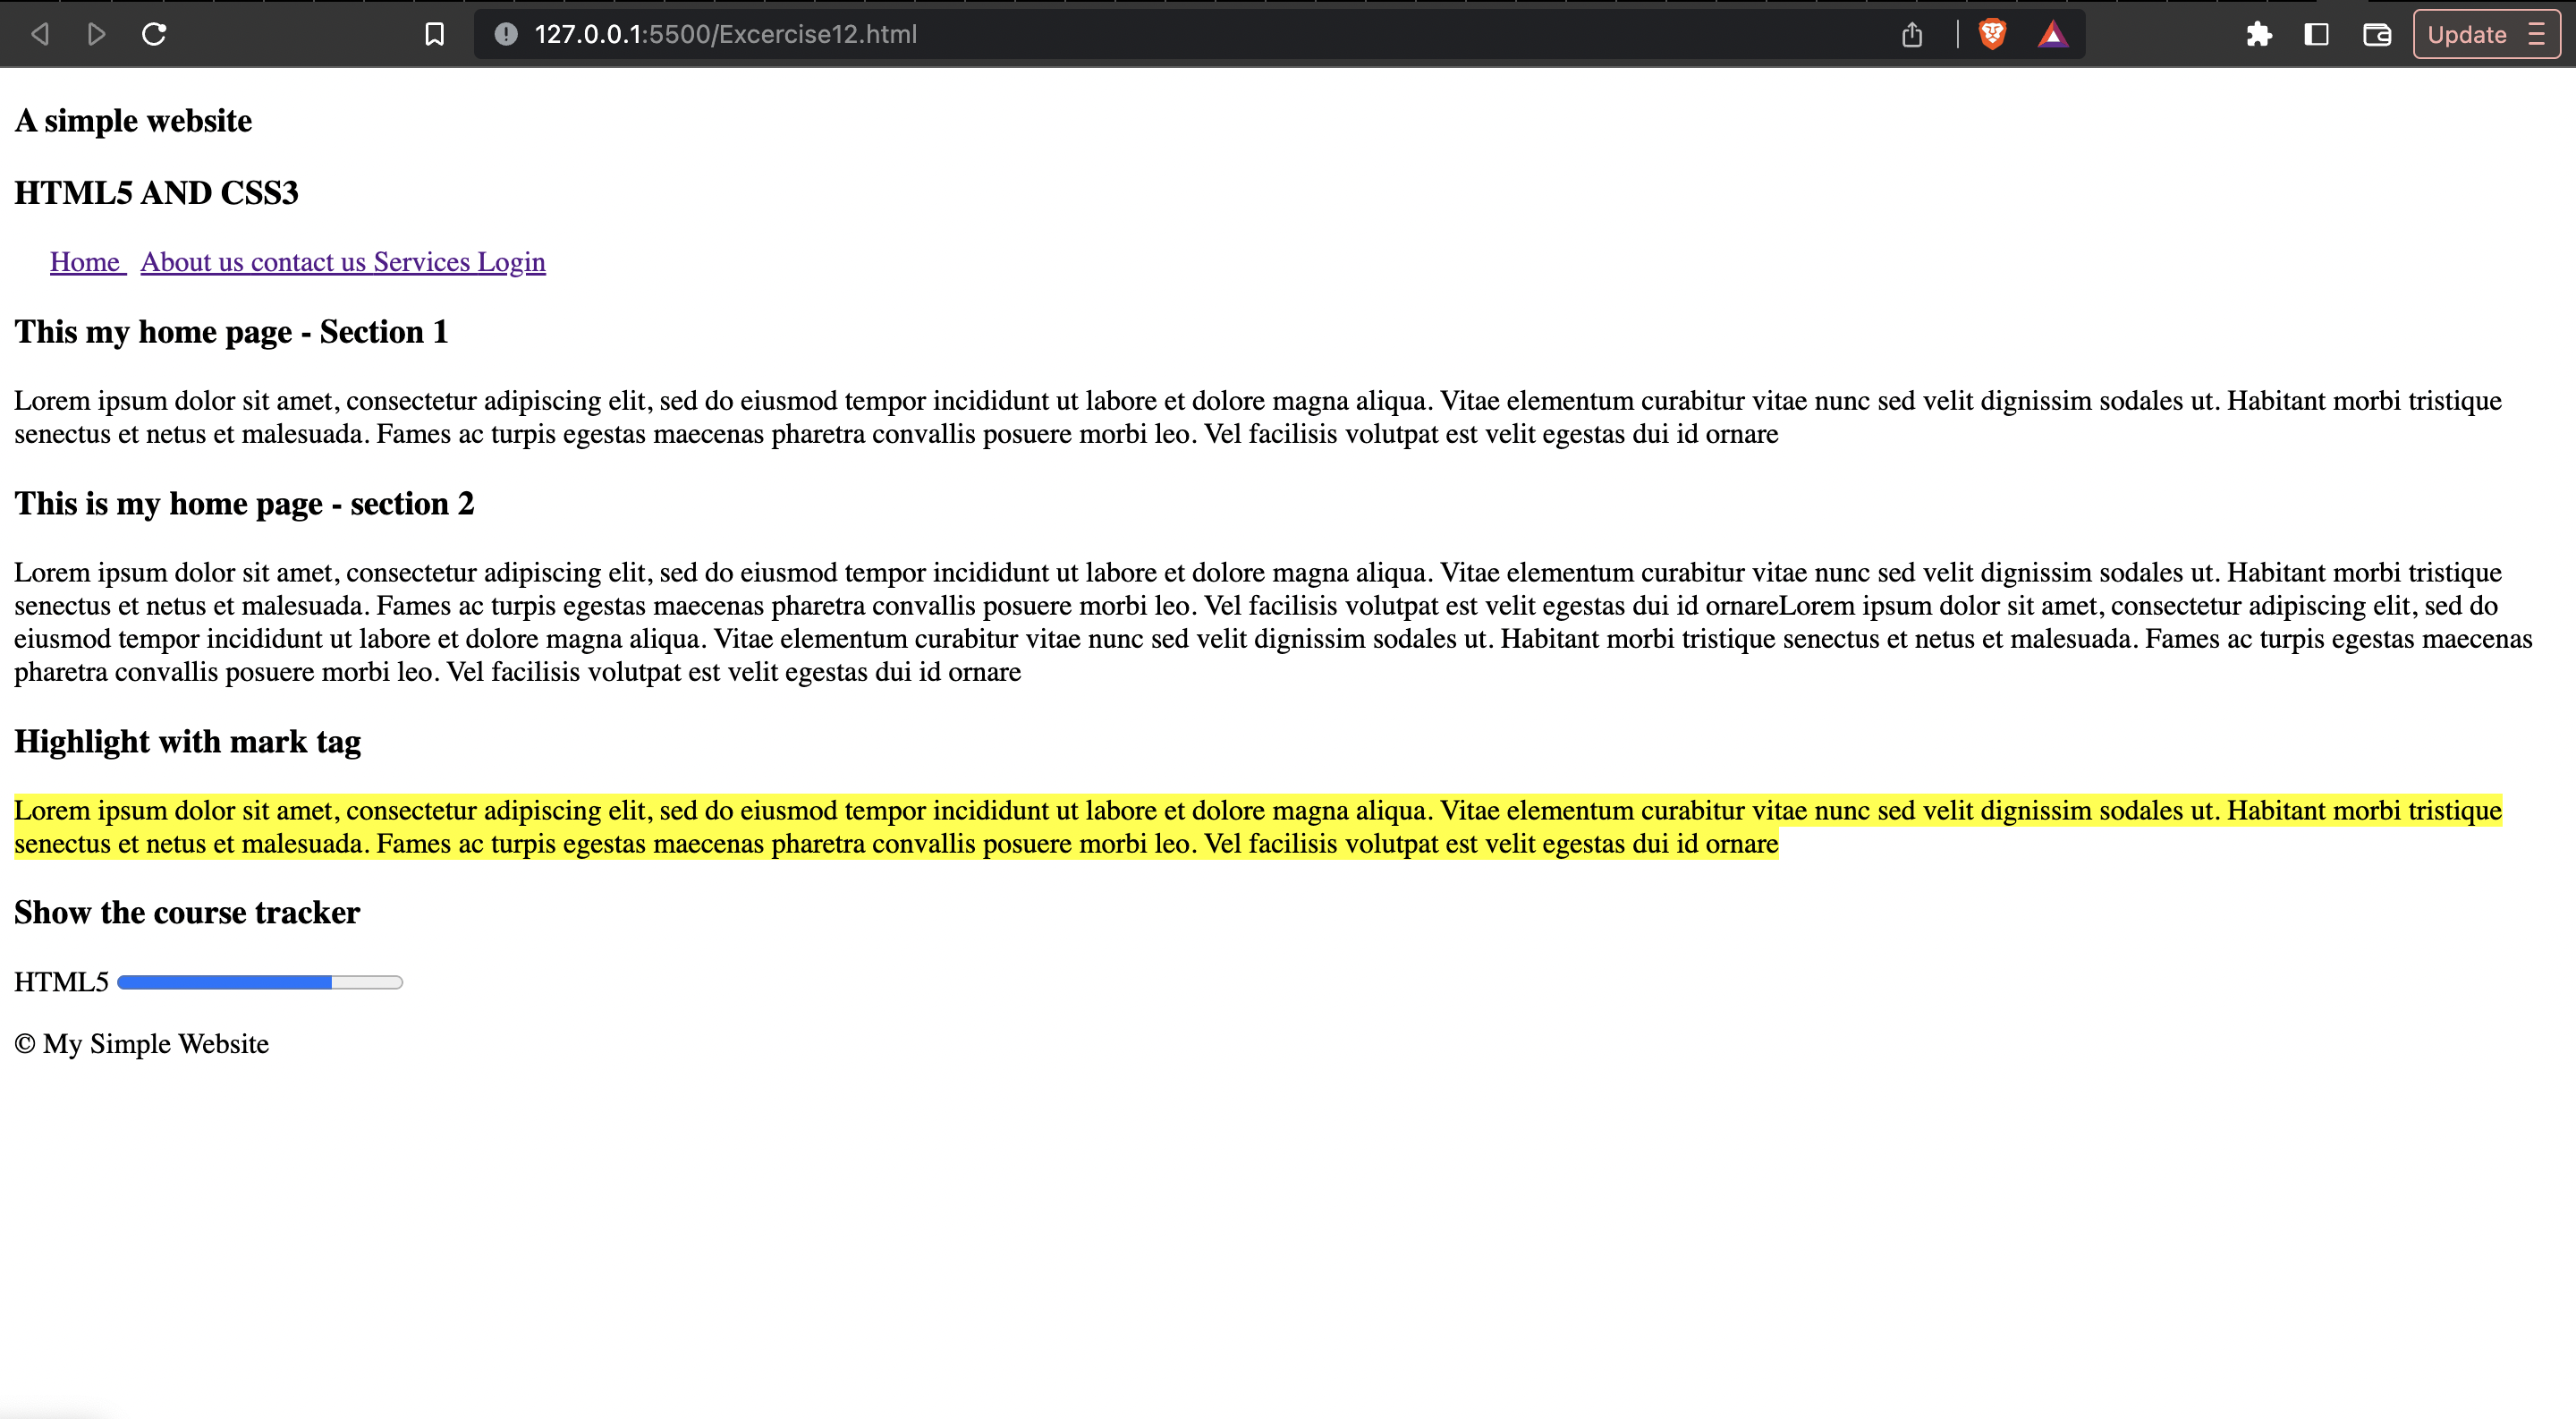 127.0.0.1:5500/Excercise12.html
Update
A simple website
HTML5 AND CSS3
Home About us contact us Services Login
This my home page - Section 1
Lorem ipsum dolor sit amet, consectetur adipiscing elit, sed do eiusmod tempor incididunt ut labore et dolore magna aliqua. Vitae elementum curabitur vitae nunc sed velit dignissim sodales ut. Habitant morbi tristique
senectus et netus et malesuada. Fames ac turpis egestas maecenas pharetra convallis posuere morbi leo. Vel facilisis volutpat est velit egestas dui id ornare
This is my home page - section 2
Lorem ipsum dolor sit amet, consectetur adipiscing elit, sed do eiusmod tempor incididunt ut labore et dolore magna aliqua. Vitae elementum curabitur vitae nunc sed velit dignissim sodales ut. Habitant morbi tristique
senectus et netus et malesuada. Fames ac turpis egestas maecenas pharetra convallis posuere morbi leo. Vel facilisis volutpat est velit egestas dui id ornareLorem ipsum dolor sit amet, consectetur adipiscing elit, sed do
eiusmod tempor incididunt ut labore et dolore magna aliqua. Vitae elementum curabitur vitae nunc sed velit dignissim sodales ut. Habitant morbi tristique senectus et netus et malesuada. Fames ac turpis egestas maecenas
pharetra convallis posuere morbi leo. Vel facilisis volutpat est velit egestas dui id ornare
Highlight with mark tag
Lorem ipsum dolor sit amet, consectetur adipiscing elit, sed do eiusmod tempor incididunt ut labore et dolore magna aliqua. Vitae elementum curabitur vitae nunc sed velit dignissim sodales ut. Habitant morbi tristique
senectus et netus et malesuada. Fames ac turpis egestas maecenas pharetra convallis posuere morbi leo. Vel facilisis volutpat est velit egestas dui id ornare
Show the course tracker
HTML5
© My Simple Website